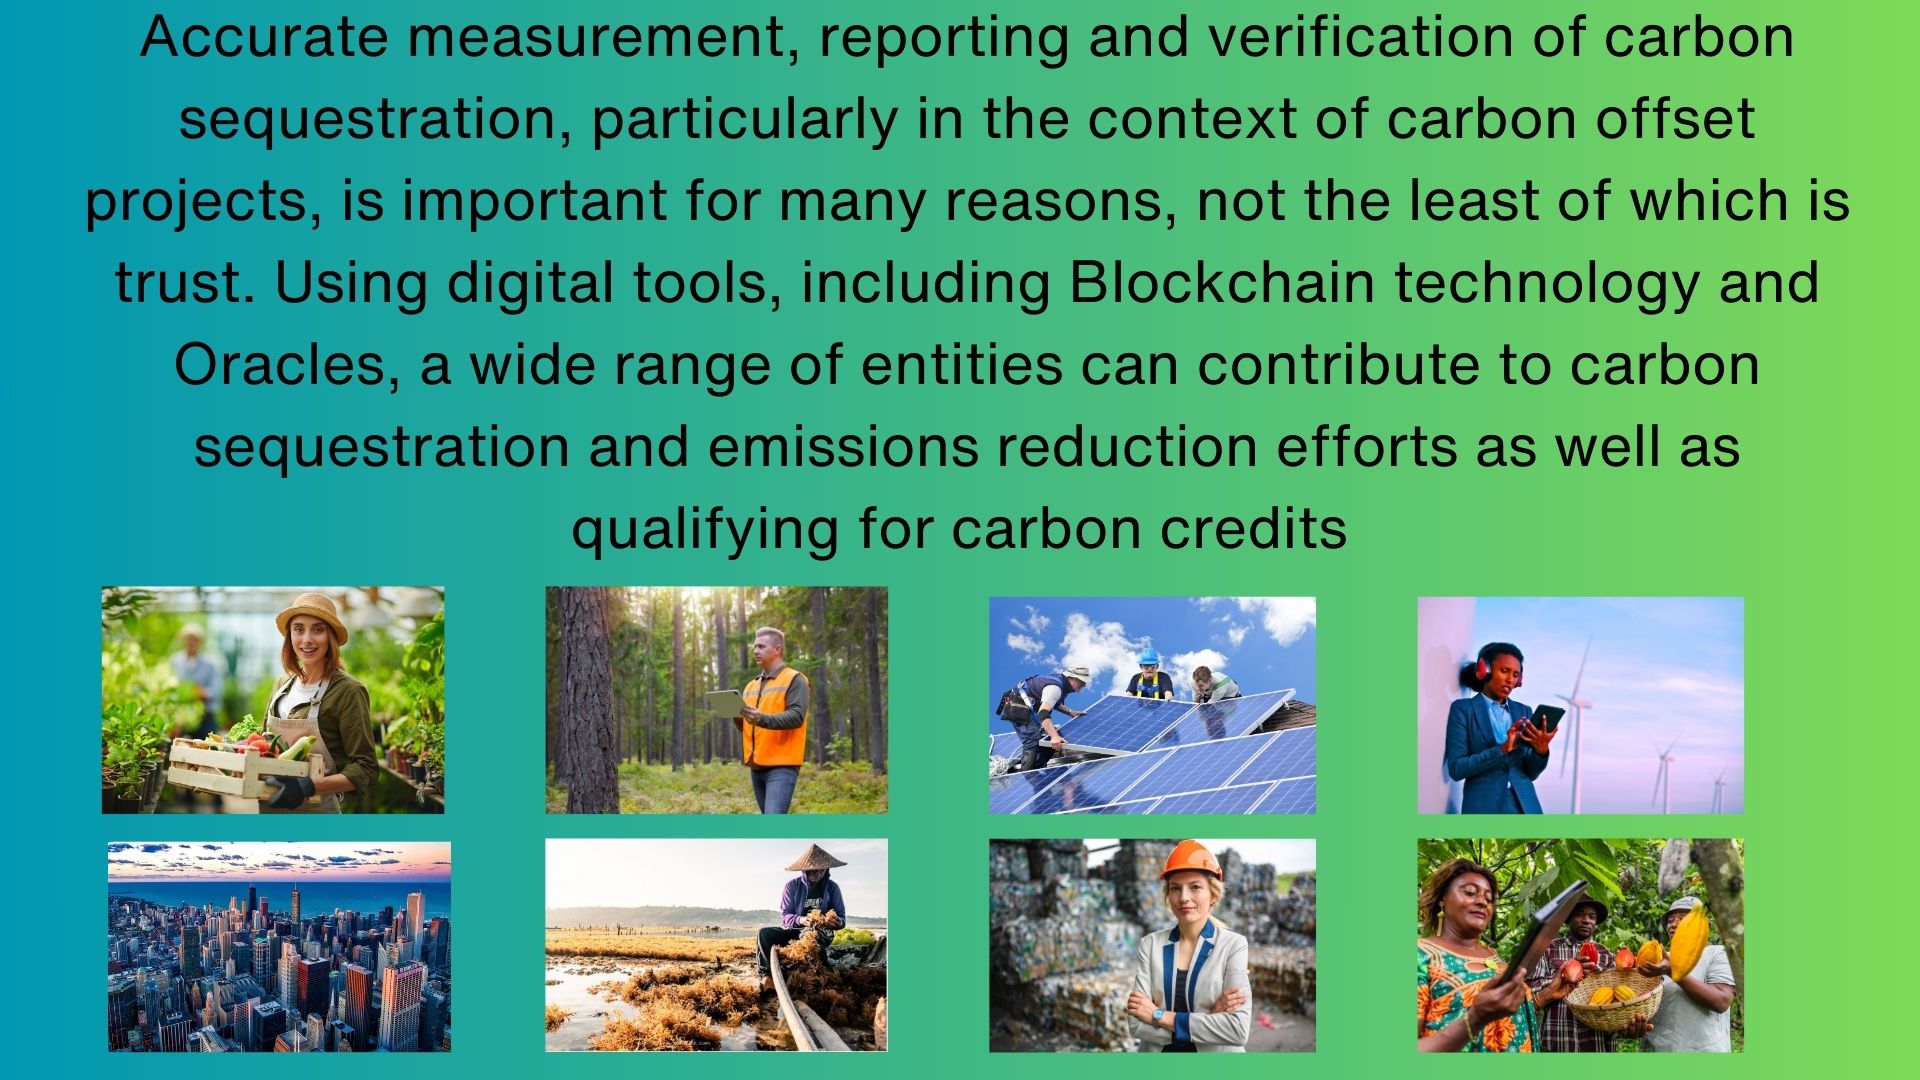 Accurate measurement, reporting and verification of carbon
sequestration, particularly in the context of carbon offset
projects, is important for many reasons, not the least of which is
trust. Using digital tools, including Blockchain technology and
Oracles, a wide range of entities can contribute to carbon
sequestration and emissions reduction efforts as well as
qualifying for carbon credits